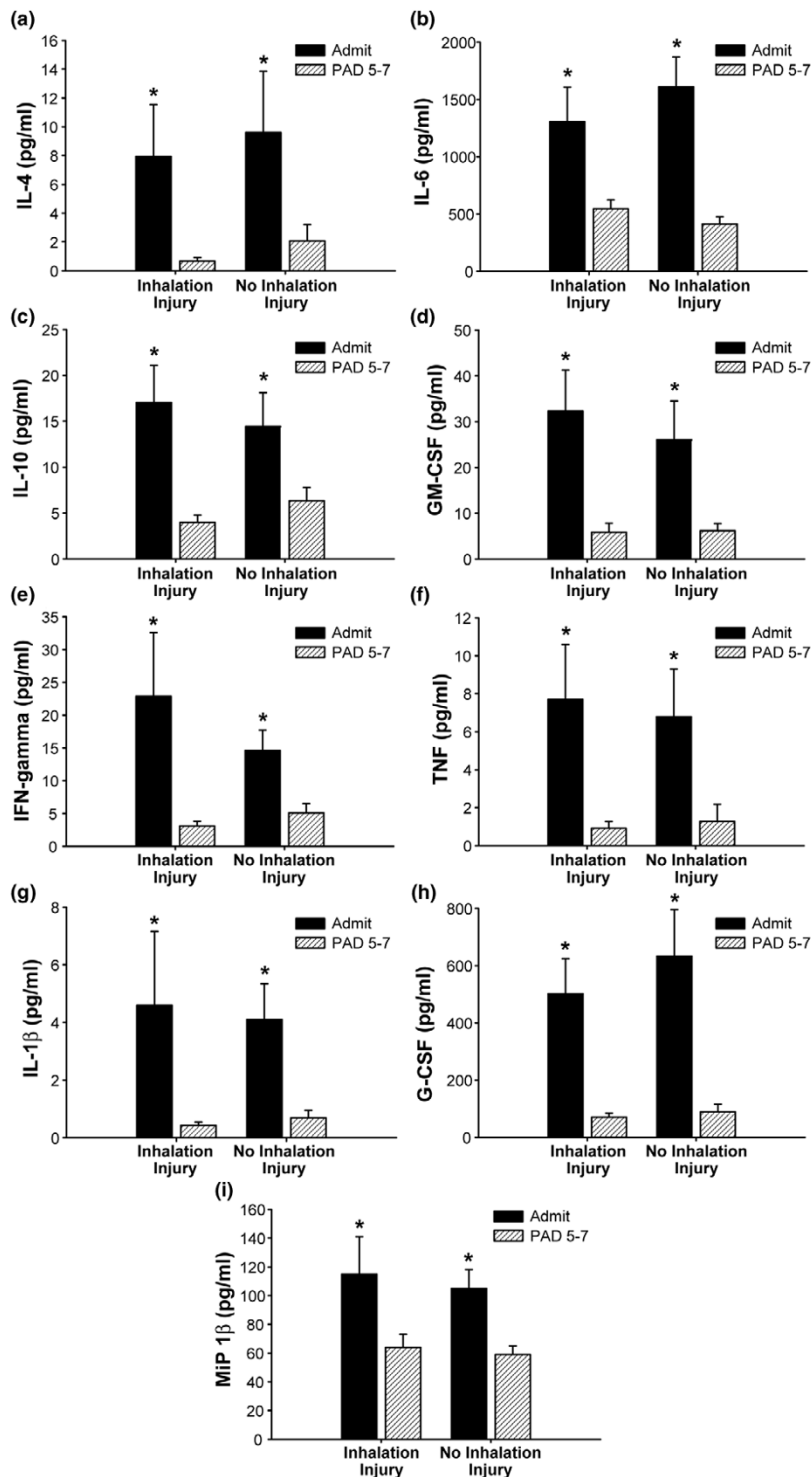 (a)
16
14
12
10
8
6
4
2
0
IL-4 (pg/ml)
*
*
Admit
PAD 5-7
Inhalation
Injury
No Inhalation
Injury
(b)
2000
1500
1000
500
0
IL-6 (pg/ml)
*
*
Admit
PAD 5-7
Inhalation
Injury
No Inhalation
Injury
(c)
25
20
15
10
5
0
IL-10 (pg/ml)
*
*
Admit
PAD 5-7
Inhalation
Injury
No Inhalation
Injury
(d)
50
40
30
20
10
0
GM-CSF (pg/ml)
*
*
Admit
PAD 5-7
Inhalation
Injury
No Inhalation
Injury
(e)
35
30
25
20
15
10
5
0
IFN-gamma (pg/ml)
*
*
Admit
PAD 5-7
Inhalation
Injury
No Inhalation
Injury
(f)
12
10
8
6
4
2
0
TNF (pg/ml)
*
*
Admit
PAD 5-7
Inhalation
Injury
No Inhalation
Injury
(g)
8
6
4
2
0
IL-1β (pg/ml)
*
*
Admit
PAD 5-7
Inhalation
Injury
No Inhalation
Injury
(h)
800
600
400
200
0
G-CSF (pg/ml)
*
*
Admit
PAD 5-7
Inhalation
Injury
No Inhalation
Injury
(i)
160
140
120
100
80
60
40
20
0
MiP 1β (pg/ml)
*
*
Admit
PAD 5-7
Inhalation
Injury
No Inhalation
Injury